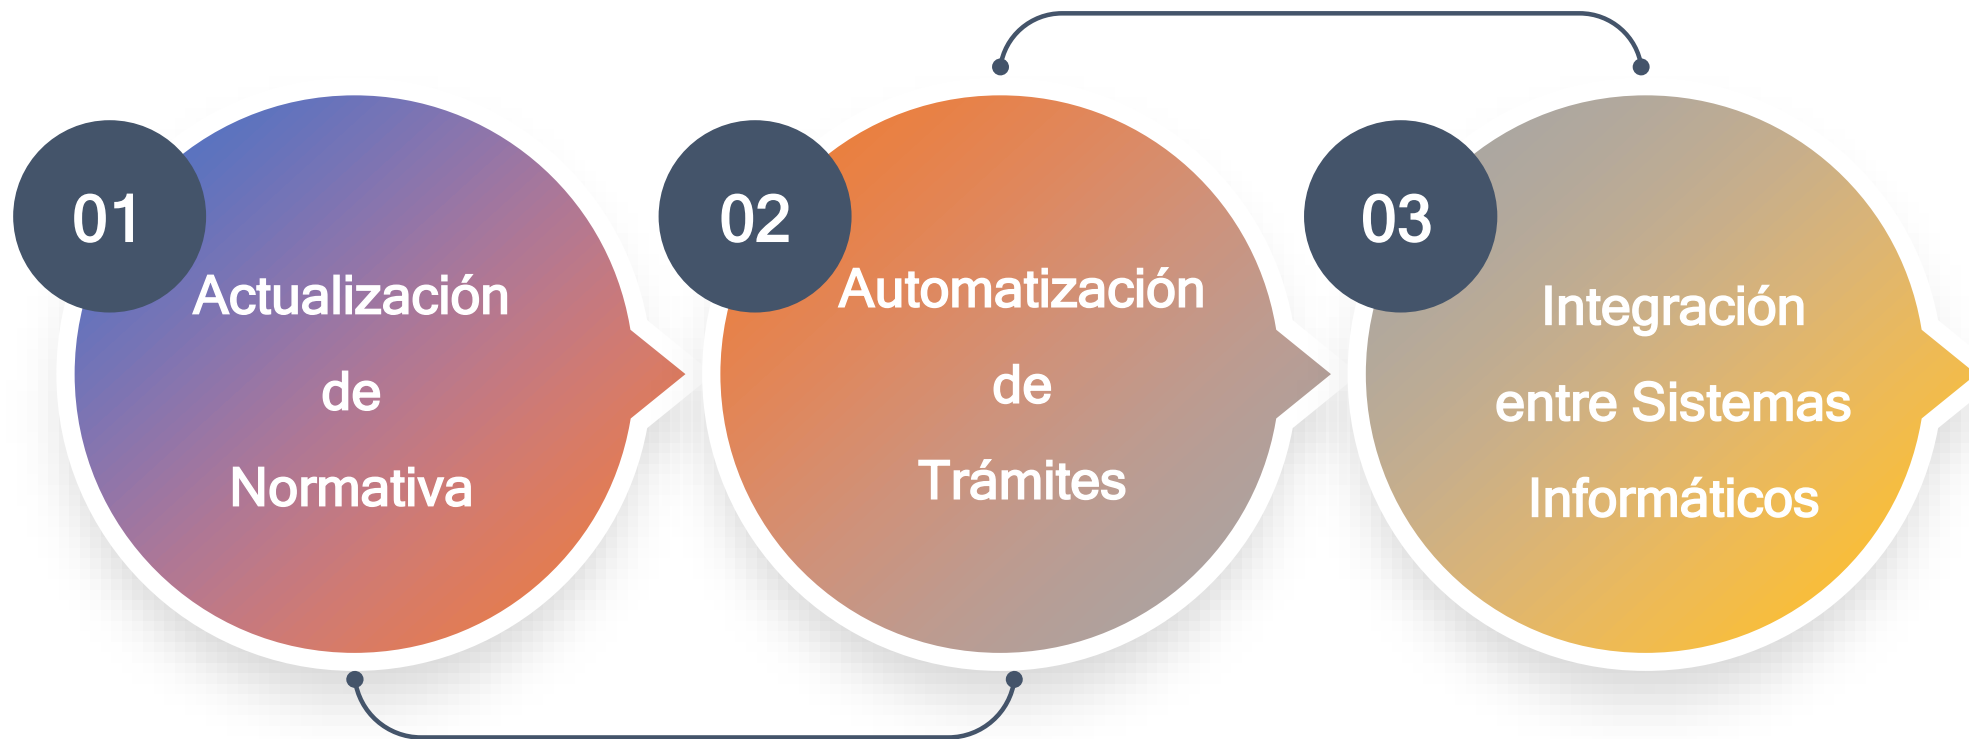 01
Actualización
de
Normativa
02
Automatización
de
Trámites
03
Integración
entre Sistemas
Informáticos